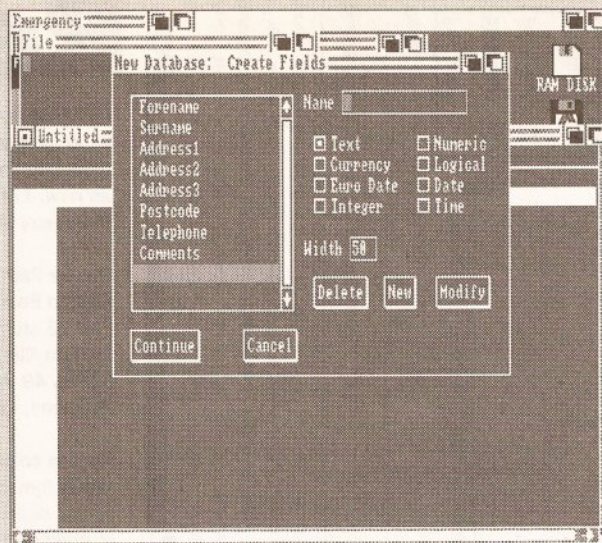 Emergency
File
New Database: Create Fields
RAM DISK
Untitled
Forename
Surname
Address1
Address2
Address3
Postcode
Telephone
Comments
Name
Text
Numeric
Currency
Logical
Euro Date
Date
Integer
Time
Width 50
Delete
New
Modify
Continue
Cancel